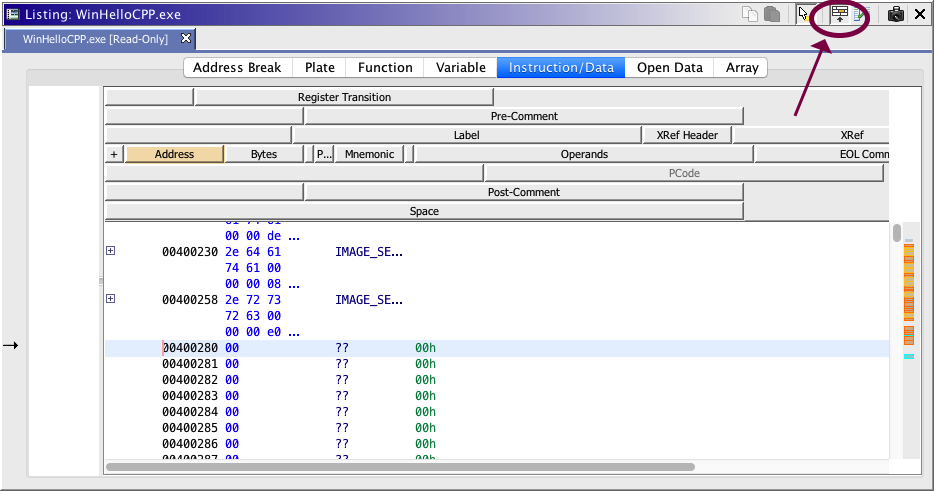 Listing: WinHelloCPP.exe
WinHelloCPP.exe [Read-Only]
Address Break Plate Function Variable Instruction/Data Open Data Array
Register Transition
Pre-Comment
Label XRef Header XRef
+ Address Bytes P... Mnemonic Operands EOL Comm
PCode
Post-Comment
Space
00 00 de ...
00400230 2e 64 61 IMAGE_SE...
74 61 00
00 00 08 ...
00400258 2e 72 73 IMAGE_SE...
72 63 00
00 00 e0 ...
00400280 00 ?? 00h
00400281 00 ?? 00h
00400282 00 ?? 00h
00400283 00 ?? 00h
00400284 00 ?? 00h
00400285 00 ?? 00h
00400286 00 ?? 00h
00400287 00 ?? 00h